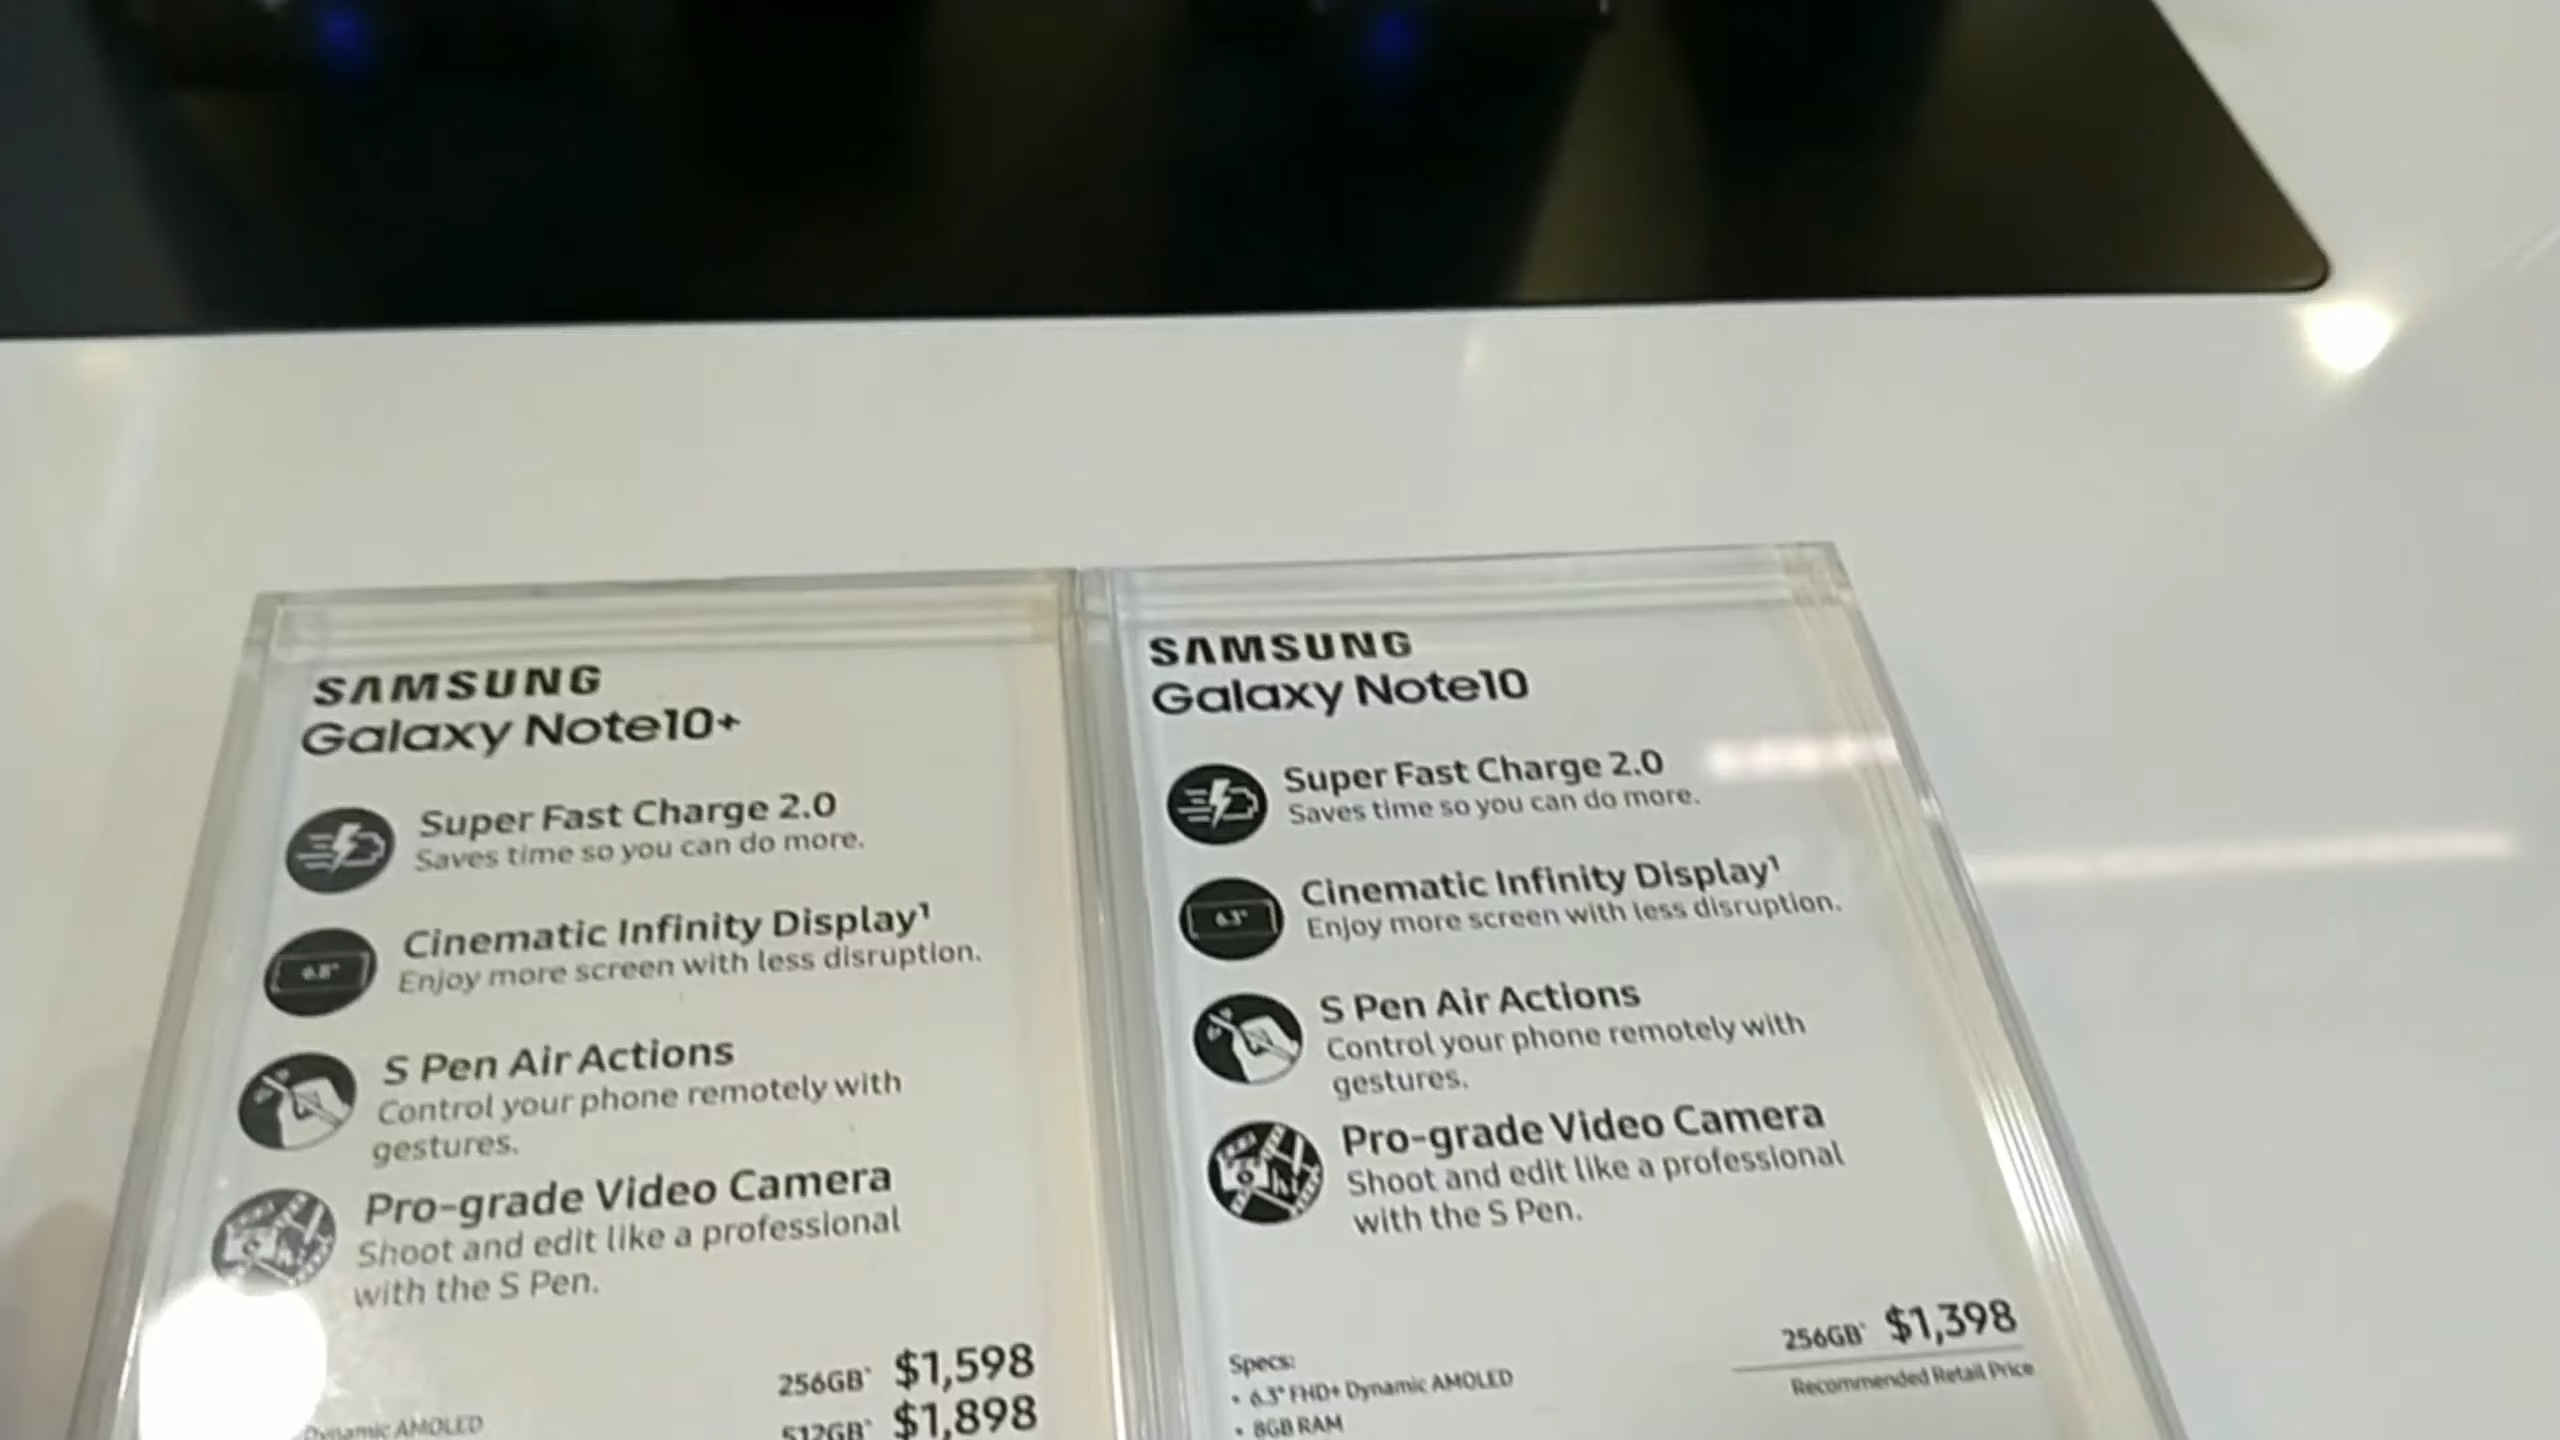 SAMSUNG
Galaxy Note10+
Super Fast Charge 2.0
Saves time so you can do more.
6.8"
Cinematic Infinity Display¹
Enjoy more screen with less disruption.
S Pen Air Actions
Control your phone remotely with
gestures.
Pro-grade Video Camera
Shoot and edit like a professional
with the S Pen.
256GB* $1,598
512GB* $1,898
Dynamic AMOLED
SAMSUNG
Galaxy Note10
Super Fast Charge 2.0
Saves time so you can do more.
6.3"
Cinematic Infinity Display¹
Enjoy more screen with less disruption.
S Pen Air Actions
Control your phone remotely with
gestures.
Pro-grade Video Camera
Shoot and edit like a professional
with the S Pen.
256GB* $1,398
Recommended Retail Price
Specs:
• 6.3" FHD+ Dynamic AMOLED
• 8GB RAM